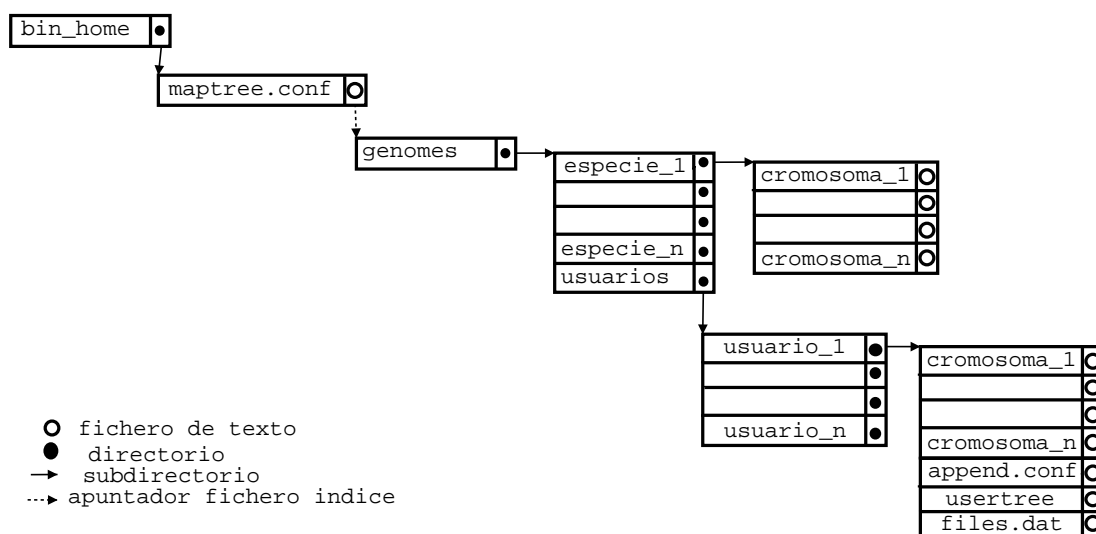 bin_home
maptree.conf
genomes
especie_1
especie_n
usuarios
cromosoma_1
cromosoma_n
usuario_1
usuario_n
cromosoma_1
cromosoma_n
append.conf
usertree
files.dat
fichero de texto
directorio
subdirectorio
apuntador fichero indice